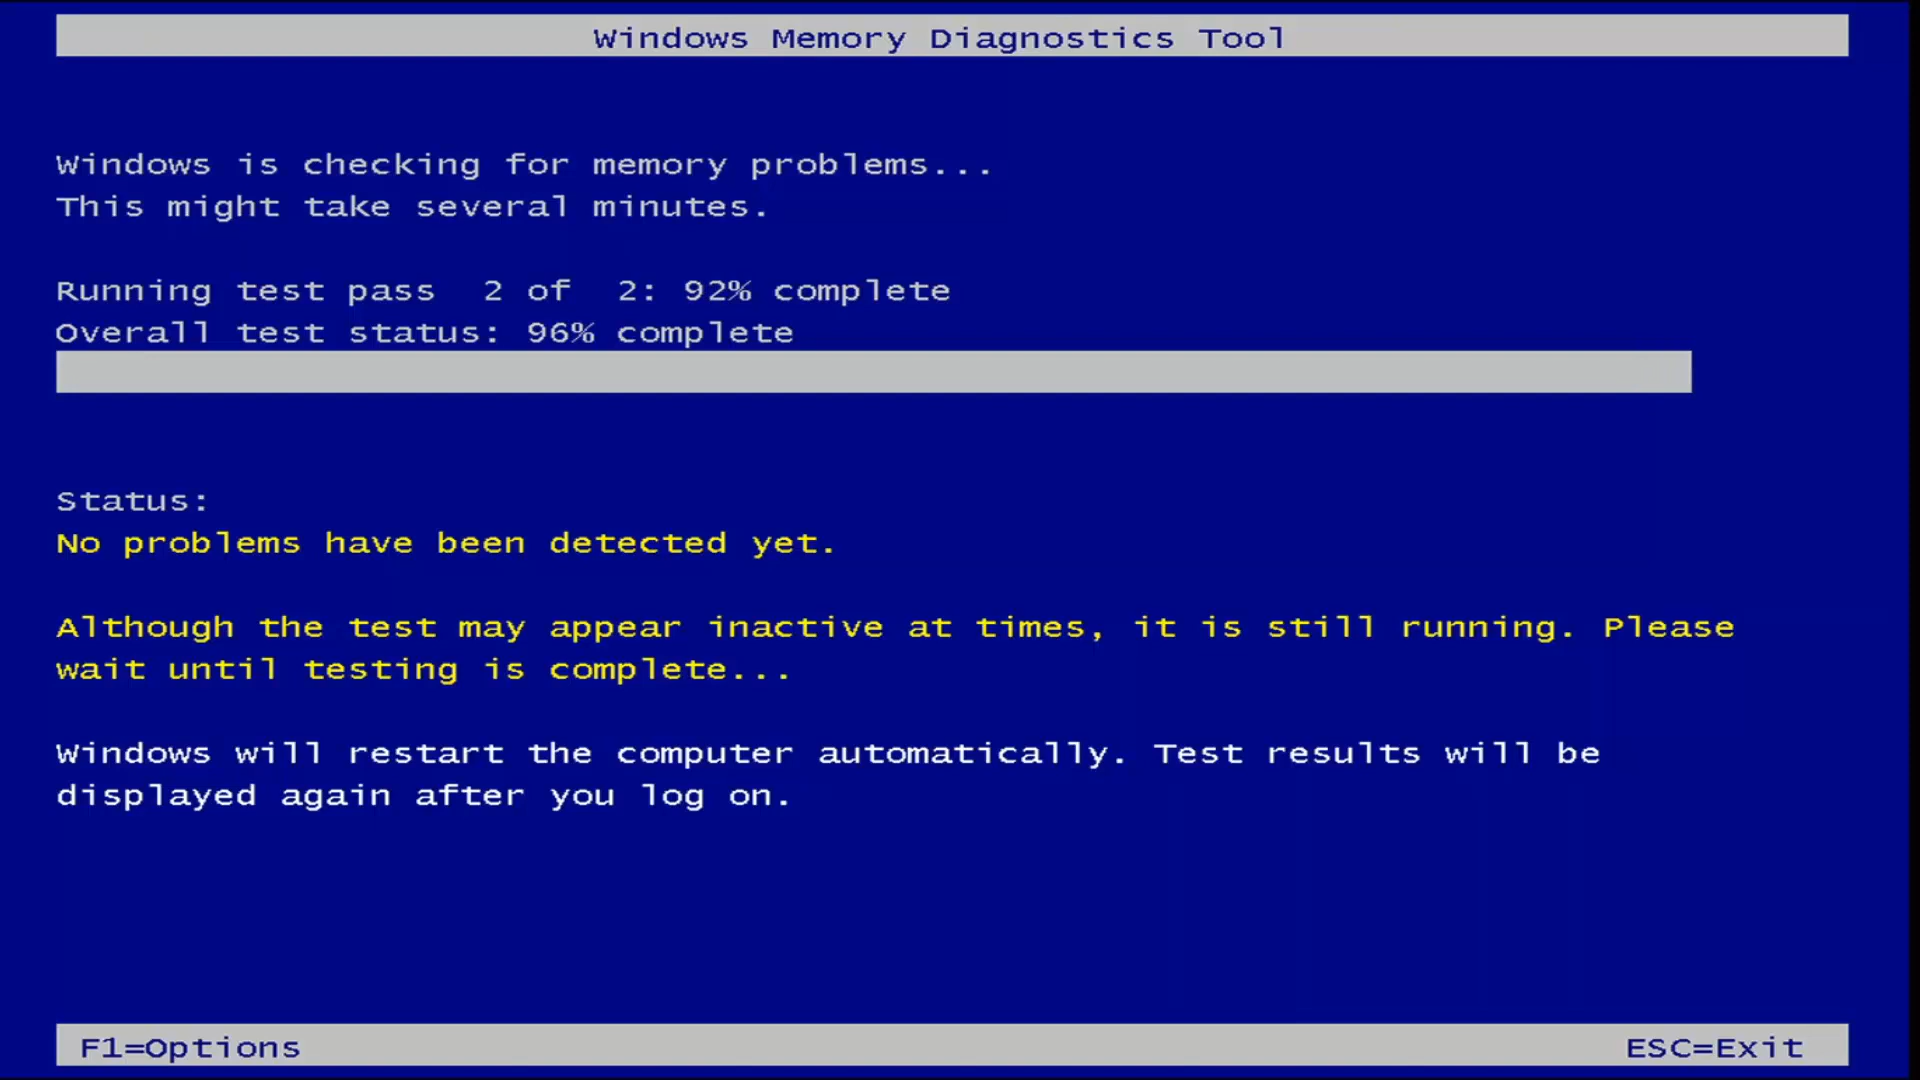 Windows Memory Diagnostics Tool
Windows is checking for memory problems...
This might take several minutes.
Running test pass  2 of  2: 92% complete
Overall test status: 96% complete
Status:
No problems have been detected yet.
Although the test may appear inactive at times, it is still running. Please
wait until testing is complete...
Windows will restart the computer automatically. Test results will be
displayed again after you log on.
F1=Options
ESC=Exit